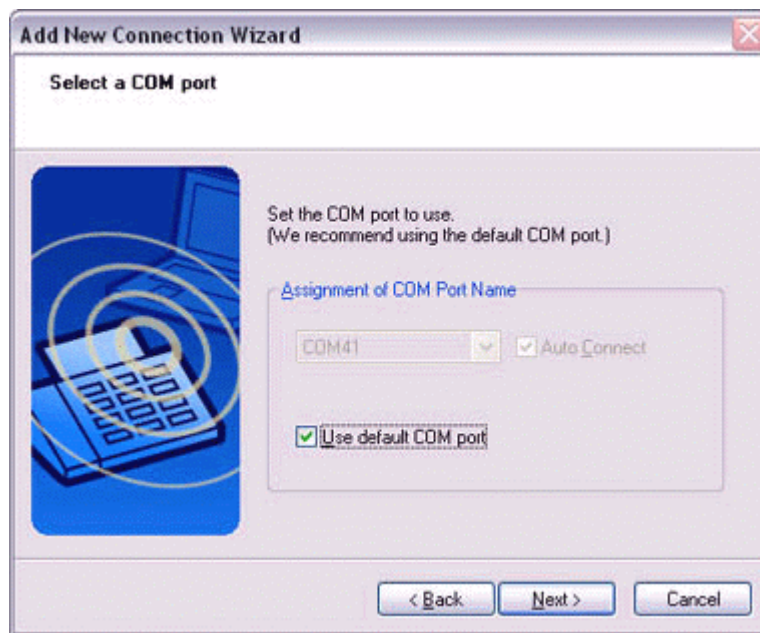 Add New Connection Wizard
Select a COM port
Set the COM port to use.
(We recommend using the default COM port.)
Assignment of COM Port Name
COM41
Auto Connect
Use default COM port
< Back
Next >
Cancel